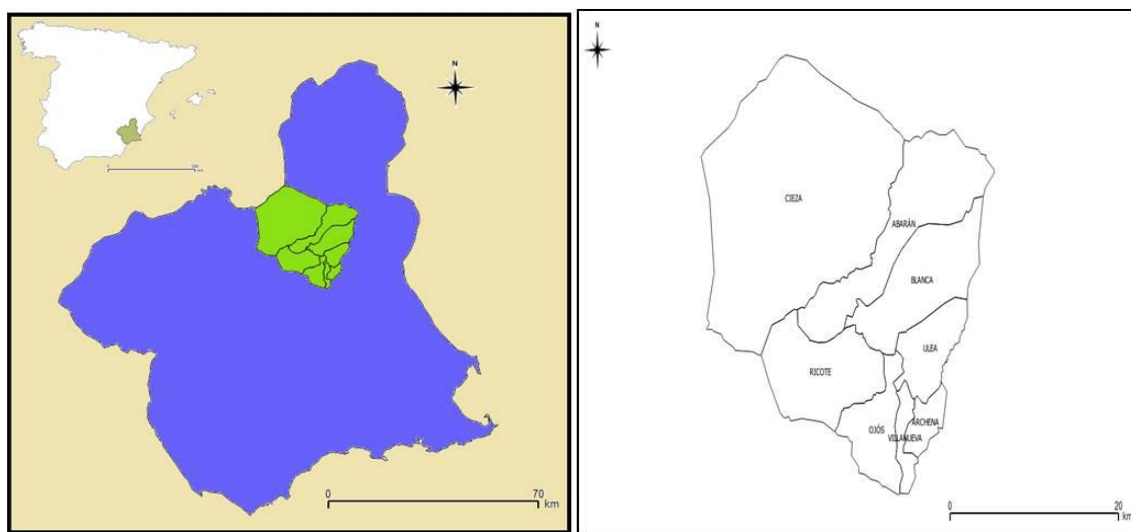 N
0
70
km
N
CIEZA
ABARÁN
BLANCA
ULEA
RICOTE
OJÓS
ARCHENA
VILLANUEVA
0
20
km